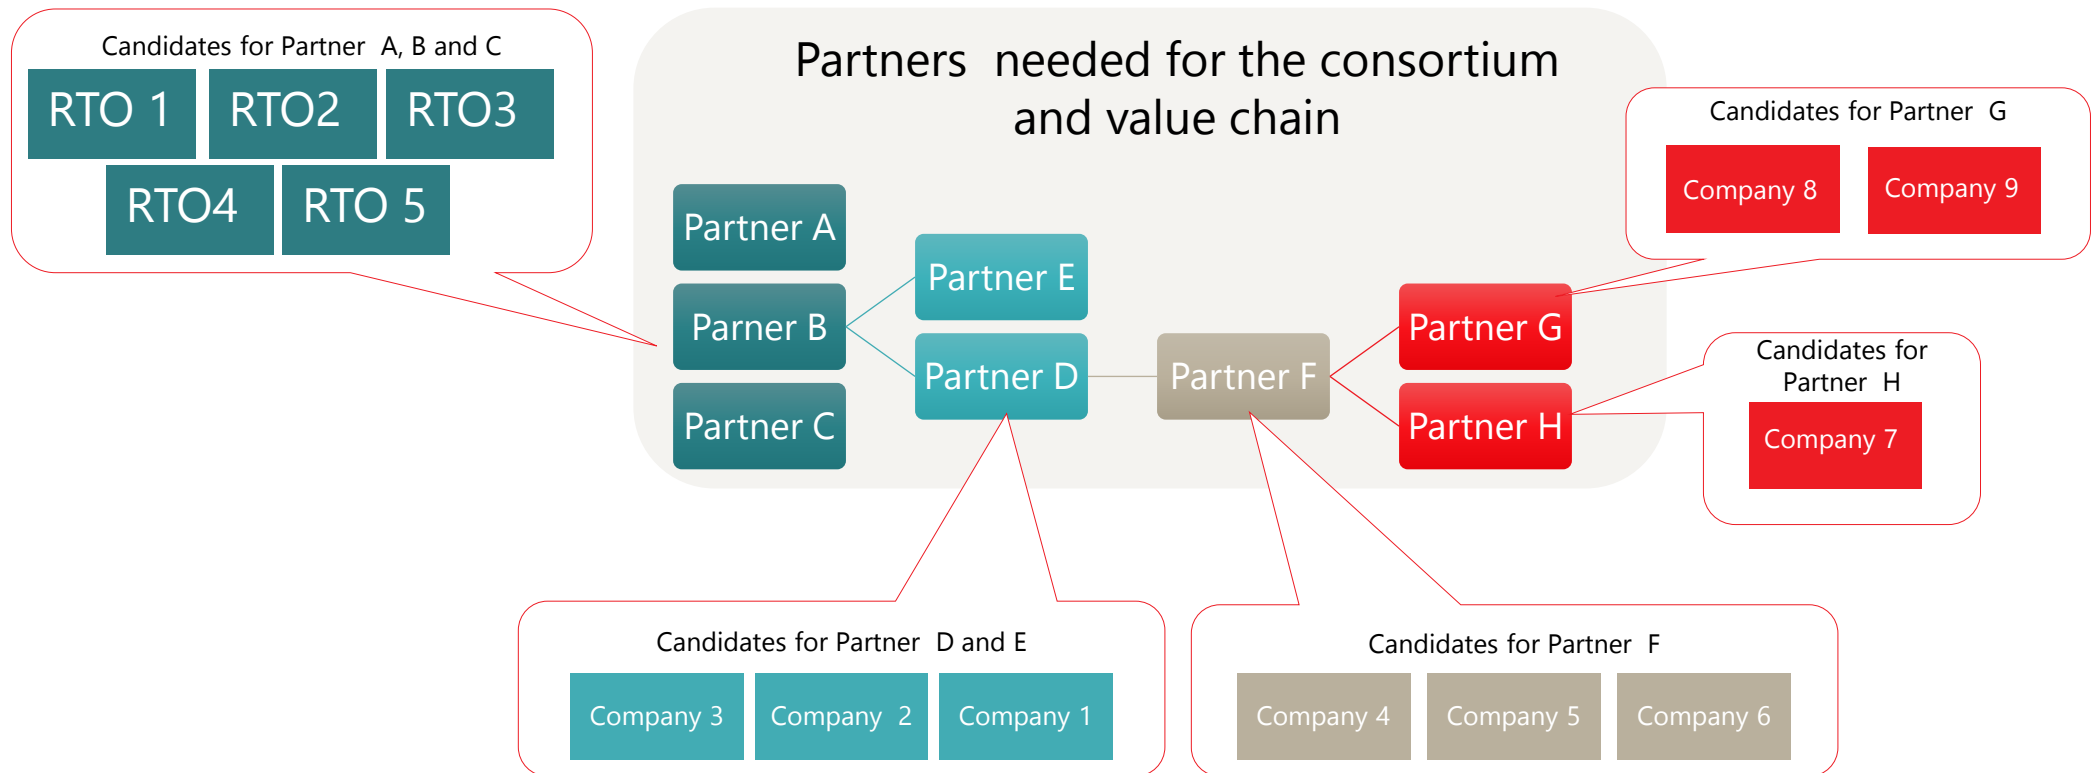 Candidates for Partner A, B and C
RTO 1
RTO2
RTO3
RTO4
RTO 5
Partners needed for the consortium
and value chain
Candidates for Partner G
Company 8
Company 9
Partner A
Parner B
Partner C
Partner E
Partner D
Partner F
Partner G
Partner H
Candidates for
Partner H
Company 7
Candidates for Partner D and E
Company 3
Company 2
Company 1
Candidates for Partner F
Company 4
Company 5
Company 6